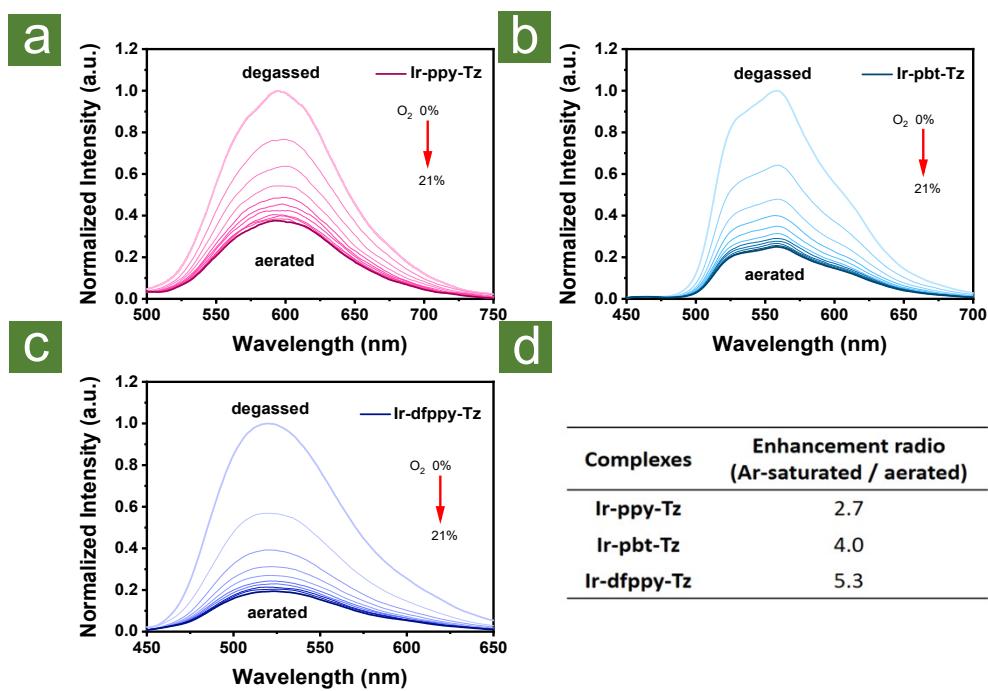 a
Normalized Intensity (a.u.)
1.2
1.0
0.8
0.6
0.4
0.2
0.0
degassed
Ir-ppy-Tz
O₂ 0%
21%
aerated
500 550 600 650 700 750
Wavelength (nm)
b
Normalized Intensity (a.u.)
1.2
1.0
0.8
0.6
0.4
0.2
0.0
degassed
Ir-pbt-Tz
O₂ 0%
21%
aerated
450 500 550 600 650 700
Wavelength (nm)
c
Normalized Intensity (a.u.)
1.2
1.0
0.8
0.6
0.4
0.2
0.0
degassed
Ir-dfppy-Tz
O₂ 0%
21%
aerated
450 500 550 600 650
Wavelength (nm)
d
Complexes Enhancement radio
(Ar-saturated / aerated)
Ir-ppy-Tz 2.7
Ir-pbt-Tz 4.0
Ir-dfppy-Tz 5.3